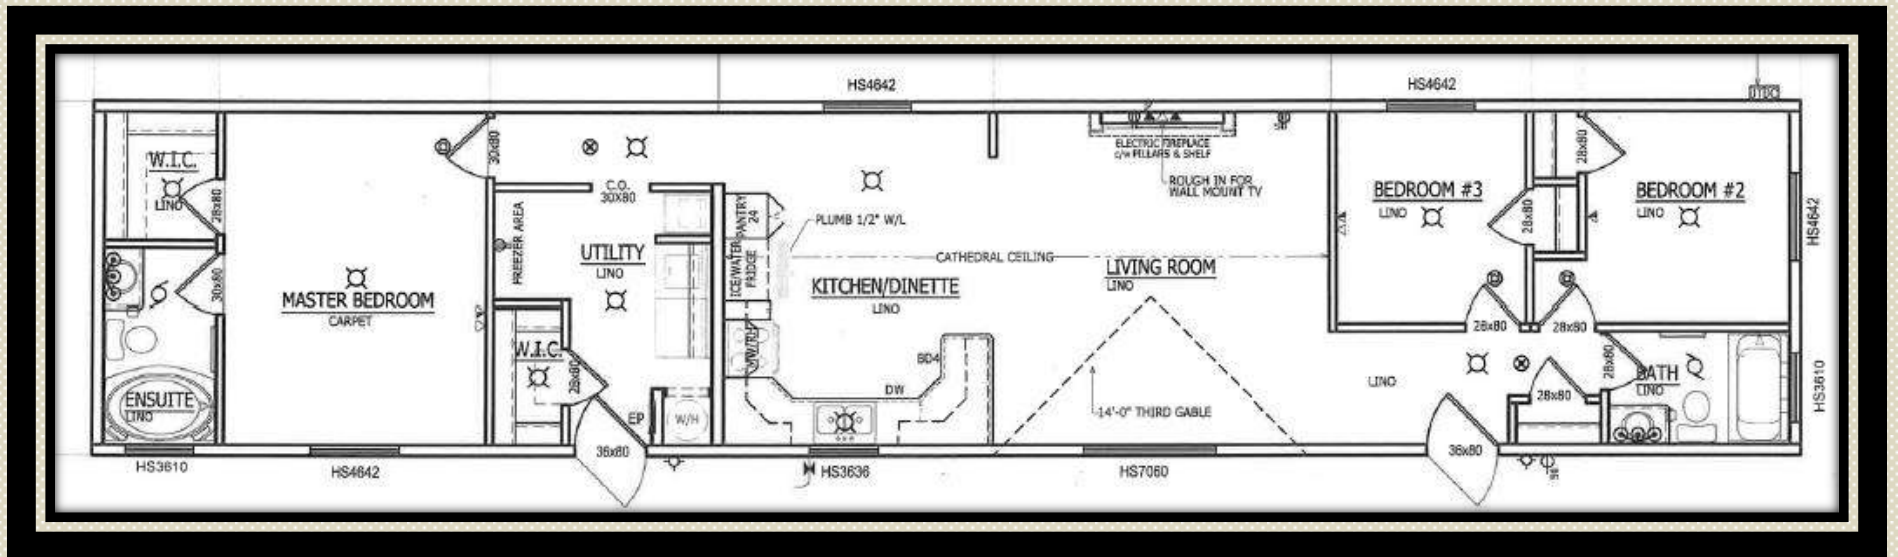 HS4642
HS4642
W.I.C.
LINO
28x80
30x80
30x80
MASTER BEDROOM
CARPET
ENSUITE
LINO
C.O.
30X80
FREEZER AREA
UTILITY
LINO
W.I.C.
28x80
EP
W/H
36x80
PANTRY
24
ICE/WATER
FRIDGE
PLUMB 1/2" W/L
KITCHEN/DINETTE
LINO
BD4
DW
CATHEDRAL CEILING
ELECTRIC FIREPLACE
c/w PILLARS & SHELF
ROUGH IN FOR
WALL MOUNT TV
LIVING ROOM
LINO
14'-0" THIRD GABLE
BEDROOM #3
LINO
28x80
28x80
28x80
BEDROOM #2
LINO
28x80
LINO
28x80
28x80
BATH
LINO
36x80
HS4642
HS3610
HS3610
HS4642
HS3636
HS7060